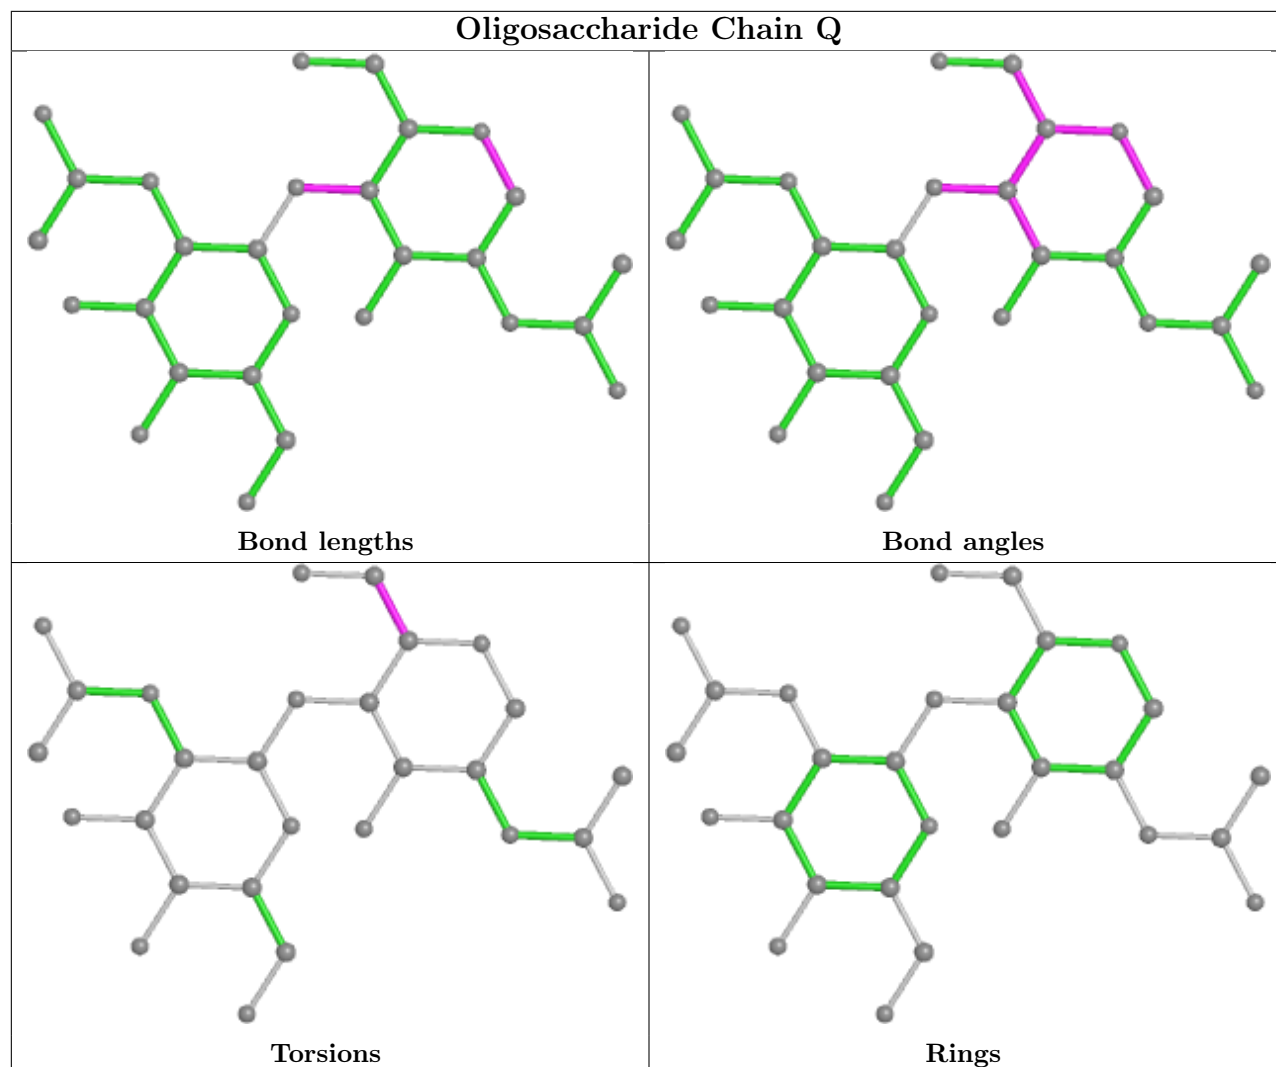 Oligosaccharide Chain Q
Bond lengths
Bond angles
Torsions
Rings